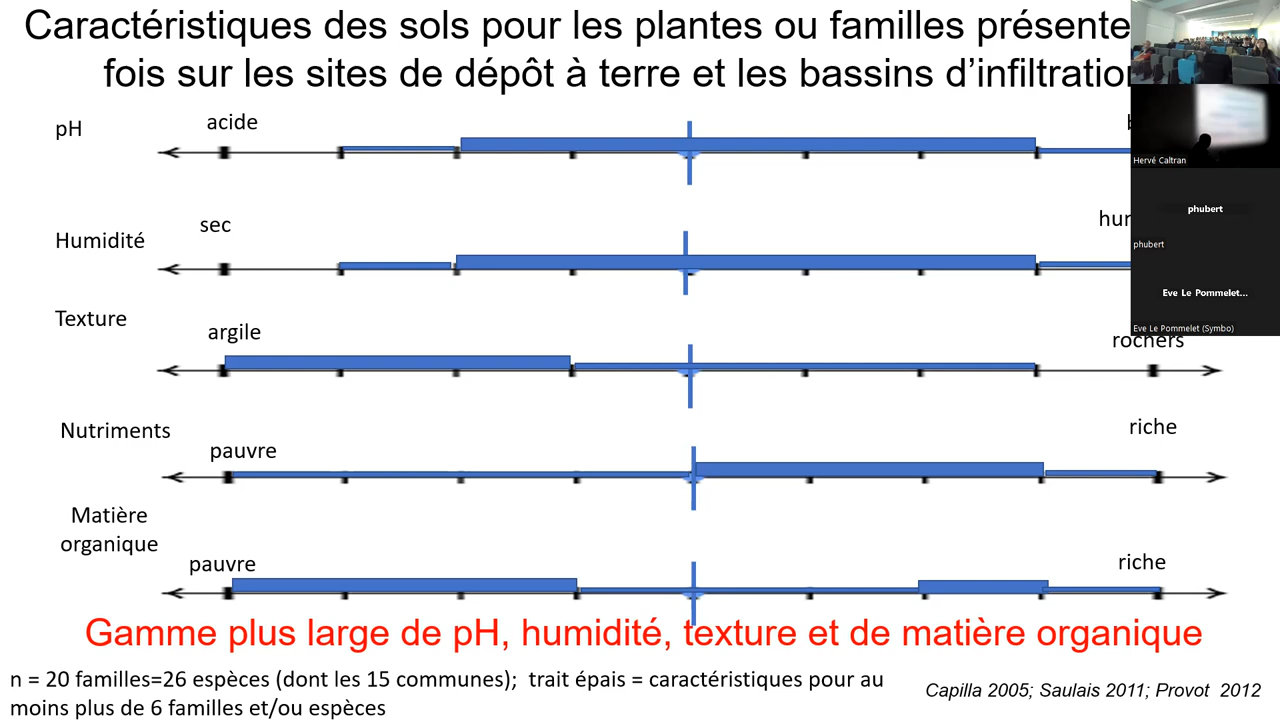 Caractéristiques des sols pour les plantes ou familles présente
fois sur les sites de dépôt à terre et les bassins d'infiltration
pH
acide
Hervé Caltran
phubert
phubert
Humidité
sec
Eve Le Pommelet...
Eve Le Pommelet (Symbo)
Texture
argile
rochers
Nutriments
pauvre
riche
Matière
organique
pauvre
riche
Gamme plus large de pH, humidité, texture et de matière organique
n = 20 familles=26 espèces (dont les 15 communes); trait épais = caractéristiques pour au
moins plus de 6 familles et/ou espèces
Capilla 2005; Saulais 2011; Provot 2012